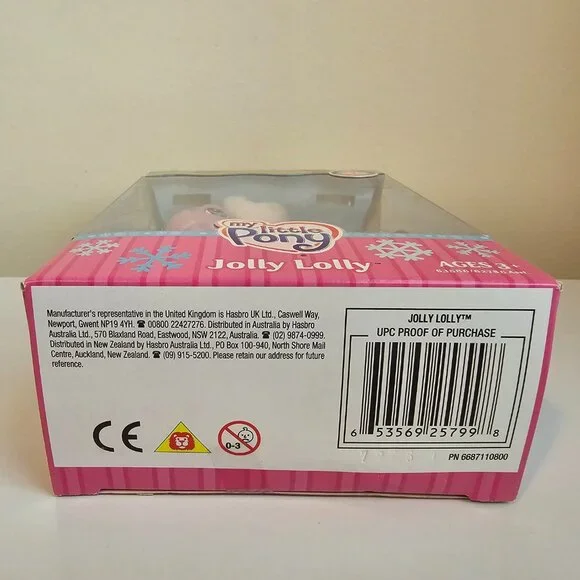 my little Pony
Jolly Lolly™
AGES 3+
Manufacturer's representative in the United Kingdom is Hasbro UK Ltd., Caswell Way,
Newport, Gwent NP19 4YH. ☎ 00800 22427276. Distributed in Australia by Hasbro
Australia Ltd., 570 Blaxland Road, Eastwood, NSW 2122, Australia. ☎ (02) 9874-0999.
Distributed in New Zealand by Hasbro Australia Ltd., PO Box 100-940, North Shore Mail
Centre, Auckland, New Zealand. ☎ (09) 915-5200. Please retain our address for future
reference.
CE
0-3
JOLLY LOLLY™
UPC PROOF OF PURCHASE
6 53569 25799 8
PN 6687110800